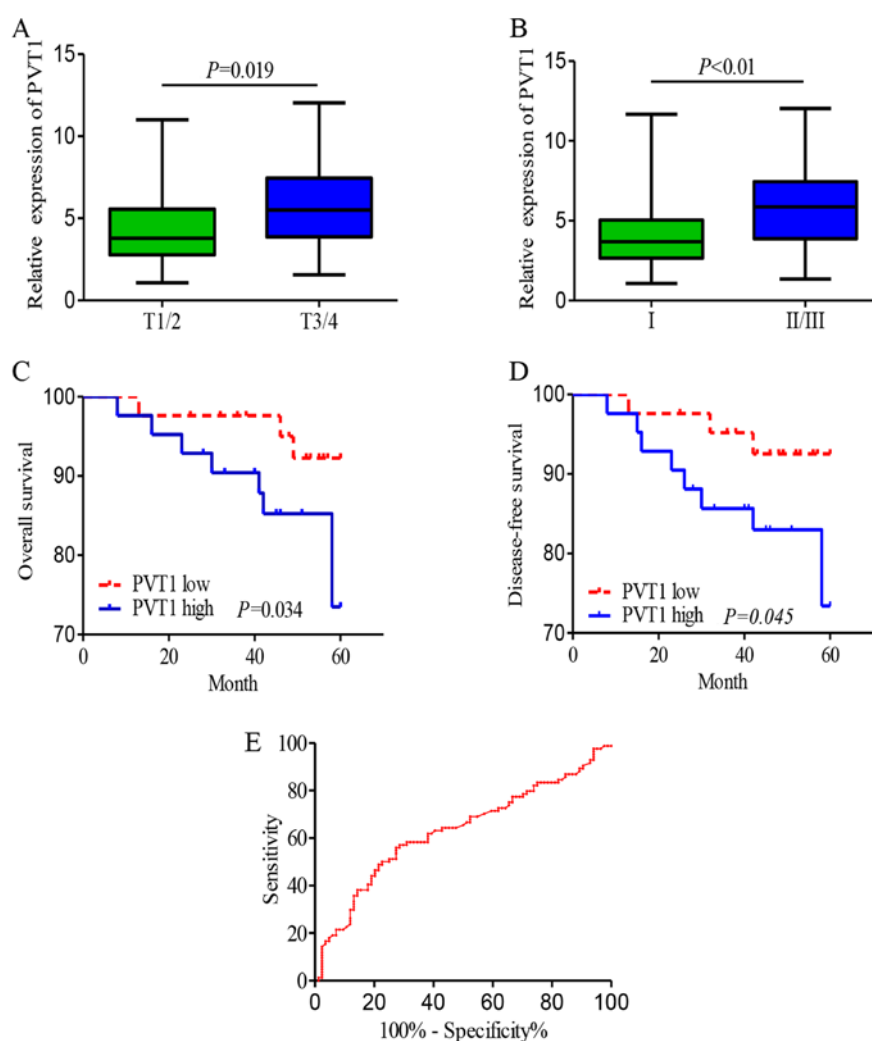 A
Relative expression of PVT1
15
10
5
0
P=0.019
T1/2
T3/4
B
Relative expression of PVT1
15
10
5
0
P<0.01
I
II/III
C
Overall survival
100
90
80
70
PVT1 low
PVT1 high
P=0.034
0
20
40
60
Month
D
Disease-free survival
100
90
80
70
PVT1 low
PVT1 high
P=0.045
0
20
40
60
Month
E
Sensitivity
100
80
60
40
20
0
0
20
40
60
80
100
100% - Specificity%